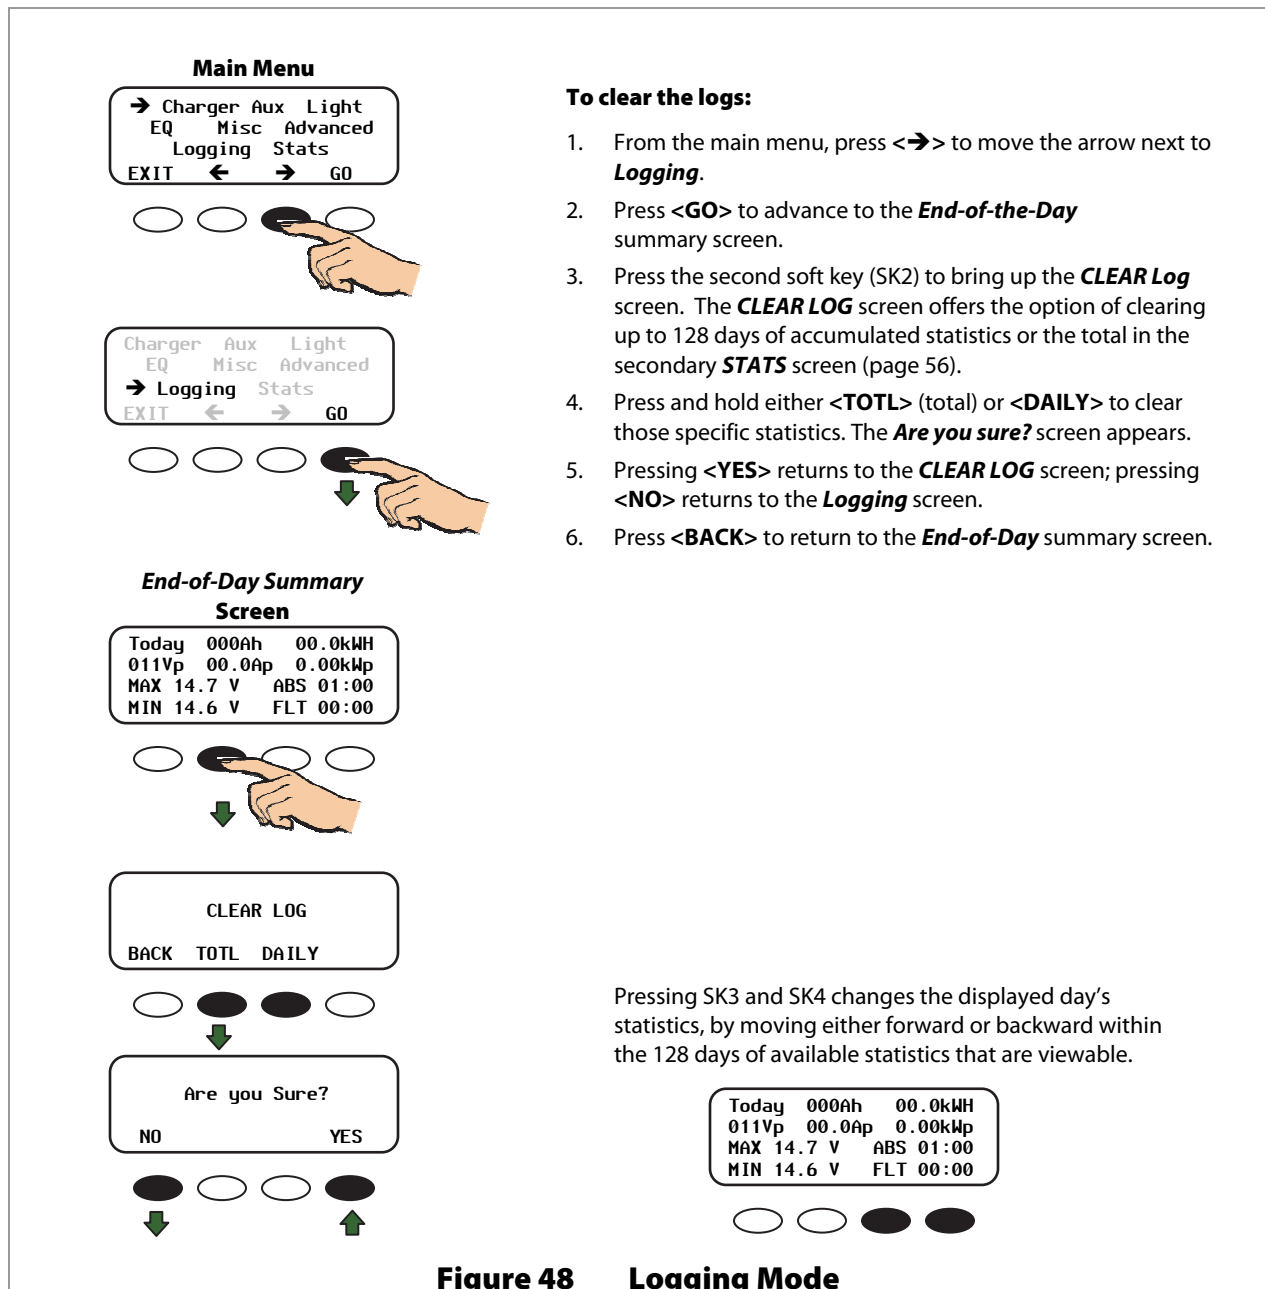 Main Menu
➔ Charger Aux Light
EQ Misc Advanced
Logging Stats
EXIT ← ➔ GO
Charger Aux Light
EQ Misc Advanced
➔ Logging Stats
EXIT ← ➔ GO
End-of-Day Summary
Screen
Today 000Ah 00.0kWH
011Vp 00.0Ap 0.00kWp
MAX 14.7 V ABS 01:00
MIN 14.6 V FLT 00:00
CLEAR LOG
BACK TOTL DAILY
Are you Sure?
NO YES
To clear the logs:
1. From the main menu, press <➔> to move the arrow next to
Logging.
2. Press <GO> to advance to the End-of-the-Day
summary screen.
3. Press the second soft key (SK2) to bring up the CLEAR Log
screen. The CLEAR LOG screen offers the option of clearing
up to 128 days of accumulated statistics or the total in the
secondary STATS screen (page 56).
4. Press and hold either <TOTL> (total) or <DAILY> to clear
those specific statistics. The Are you sure? screen appears.
5. Pressing <YES> returns to the CLEAR LOG screen; pressing
<NO> returns to the Logging screen.
6. Press <BACK> to return to the End-of-Day summary screen.
Pressing SK3 and SK4 changes the displayed day’s
statistics, by moving either forward or backward within
the 128 days of available statistics that are viewable.
Today 000Ah 00.0kWH
011Vp 00.0Ap 0.00kWp
MAX 14.7 V ABS 01:00
MIN 14.6 V FLT 00:00
Figure 48 Logging Mode